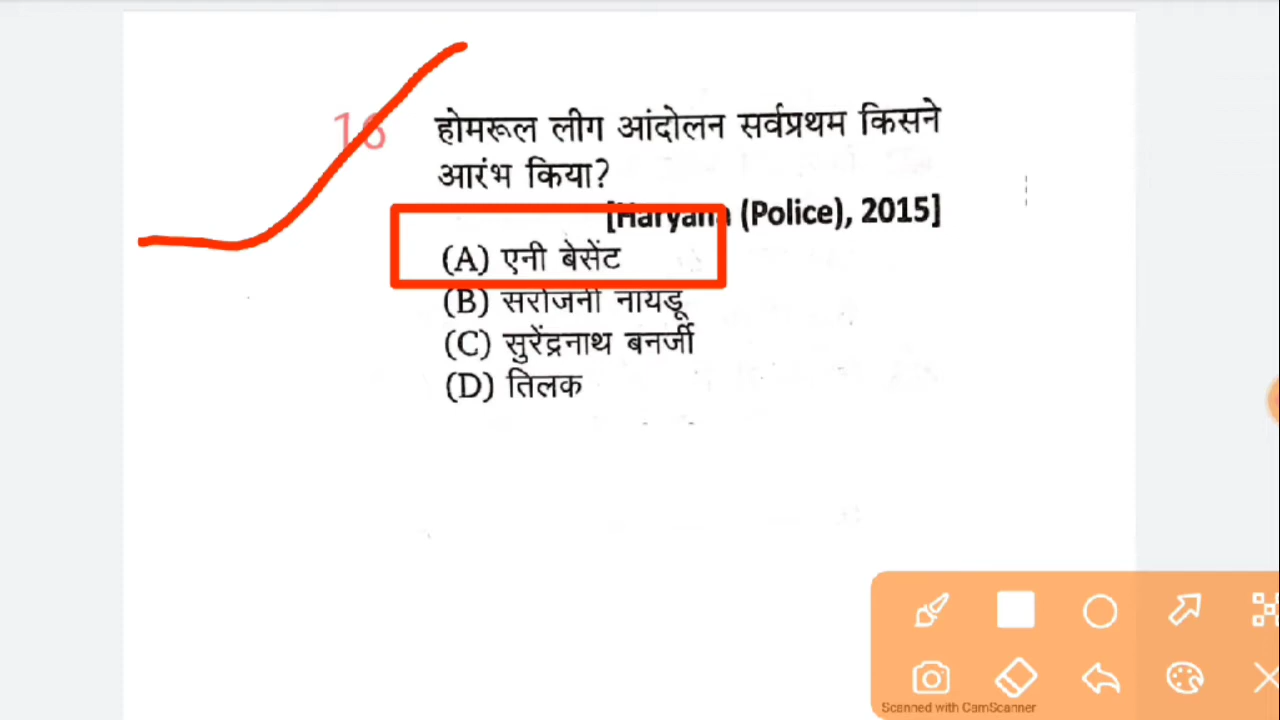 16 होमरूल लीग आंदोलन सर्वप्रथम किसने
आरंभ किया?
[Haryana (Police), 2015]
(A) एनी बेसेंट
(B) सरोजनी नायडू
(C) सुरेंद्रनाथ बनर्जी
(D) तिलक
Scanned with CamScanner